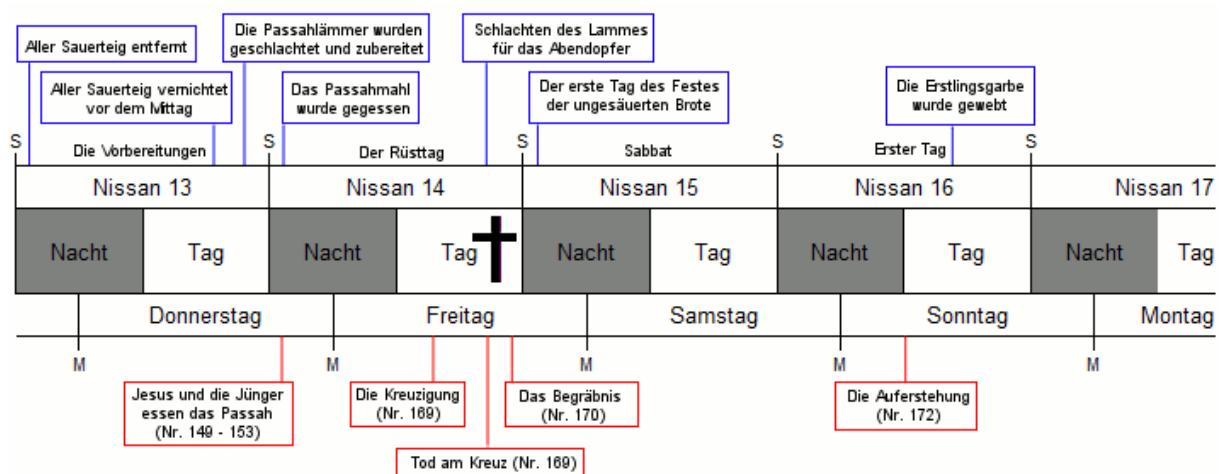 Aller Sauerteig entfernt
Die Passahlämmer wurden
geschlachtet und zubereitet
Schlachten des Lammes
für das Abendopfer
Aller Sauerteig vernichtet
vor dem Mittag
Das Passahmahl
wurde gegessen
Der erste Tag des Festes
der ungesäuerten Brote
Die Erstlingsgarbe
wurde gewebt
S
Die Vorbereitungen
S
Der Rüsttag
S
Sabbat
S
Erster Tag
S
Nissan 13
Nissan 14
Nissan 15
Nissan 16
Nissan 17
Nacht
Tag
Nacht
Tag
Nacht
Tag
Nacht
Tag
Nacht
Tag
Donnerstag
Freitag
Samstag
Sonntag
Montag
M
M
M
M
M
Jesus und die Jünger
essen das Passah
(Nr. 149 - 153)
Die Kreuzigung
(Nr. 169)
Das Begräbnis
(Nr. 170)
Die Auferstehung
(Nr. 172)
Tod am Kreuz (Nr. 169)